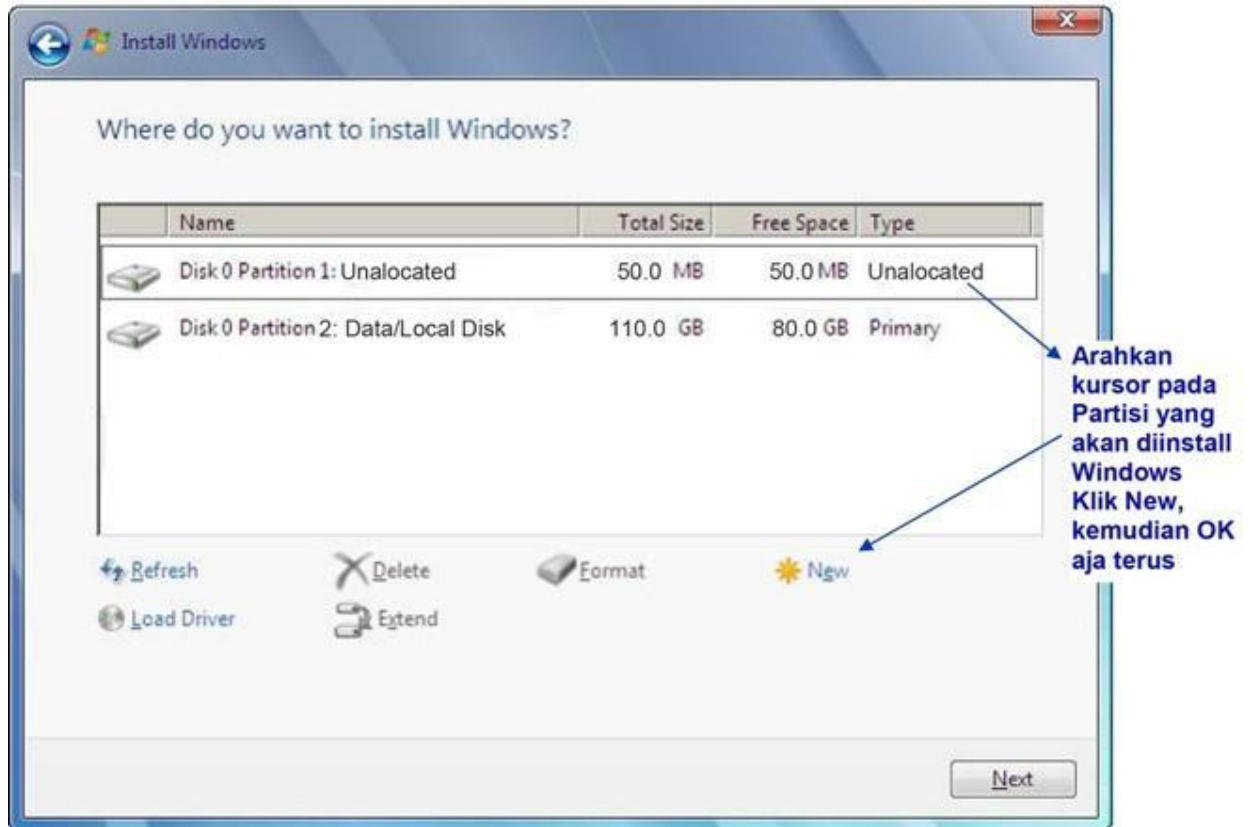 Install Windows
Where do you want to install Windows?
Name Total Size Free Space Type
Disk 0 Partition 1: Unalocated 50.0 MB 50.0 MB Unalocated
Disk 0 Partition 2: Data/Local Disk 110.0 GB 80.0 GB Primary
Arahkan
kursor pada
Partisi yang
akan diinstall
Windows
Klik New,
kemudian OK
aja terus
Refresh Delete Format New
Load Driver Extend
Next